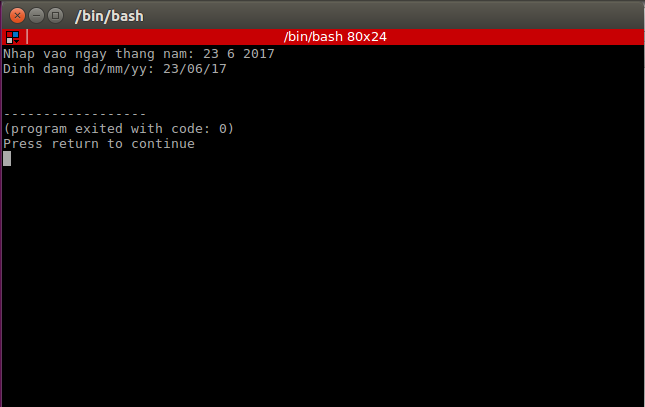 /bin/bash
/bin/bash 80x24
Nhap vao ngay thang nam: 23 6 2017
Dinh dang dd/mm/yy: 23/06/17
------------------
(program exited with code: 0)
Press return to continue